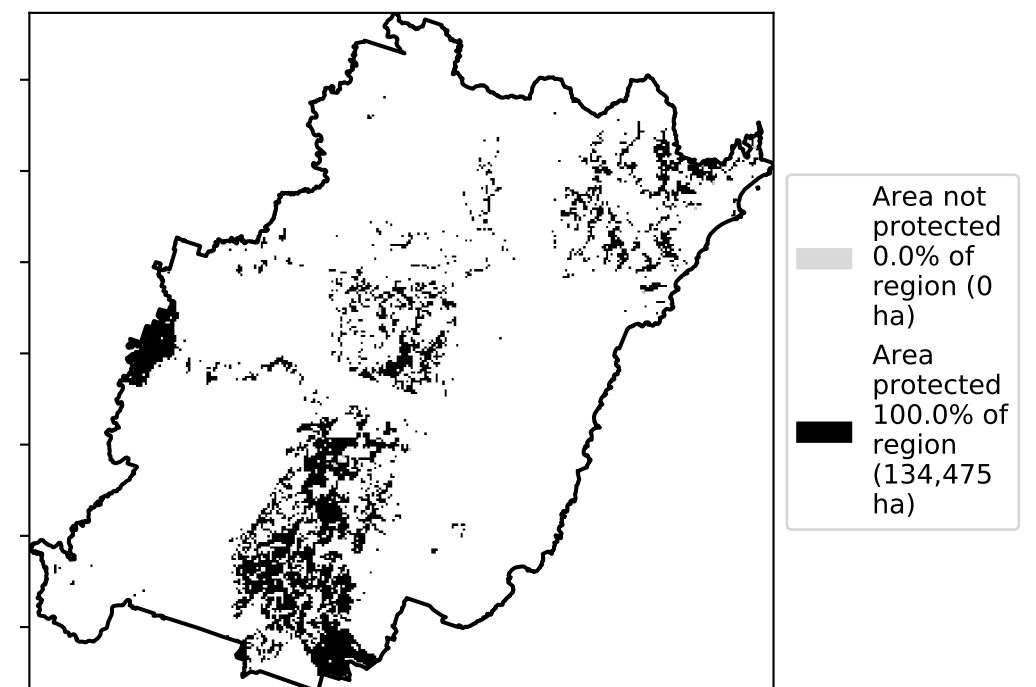 Area not
protected
0.0% of
region (0
ha)
Area
protected
100.0% of
region
(134,475
ha)